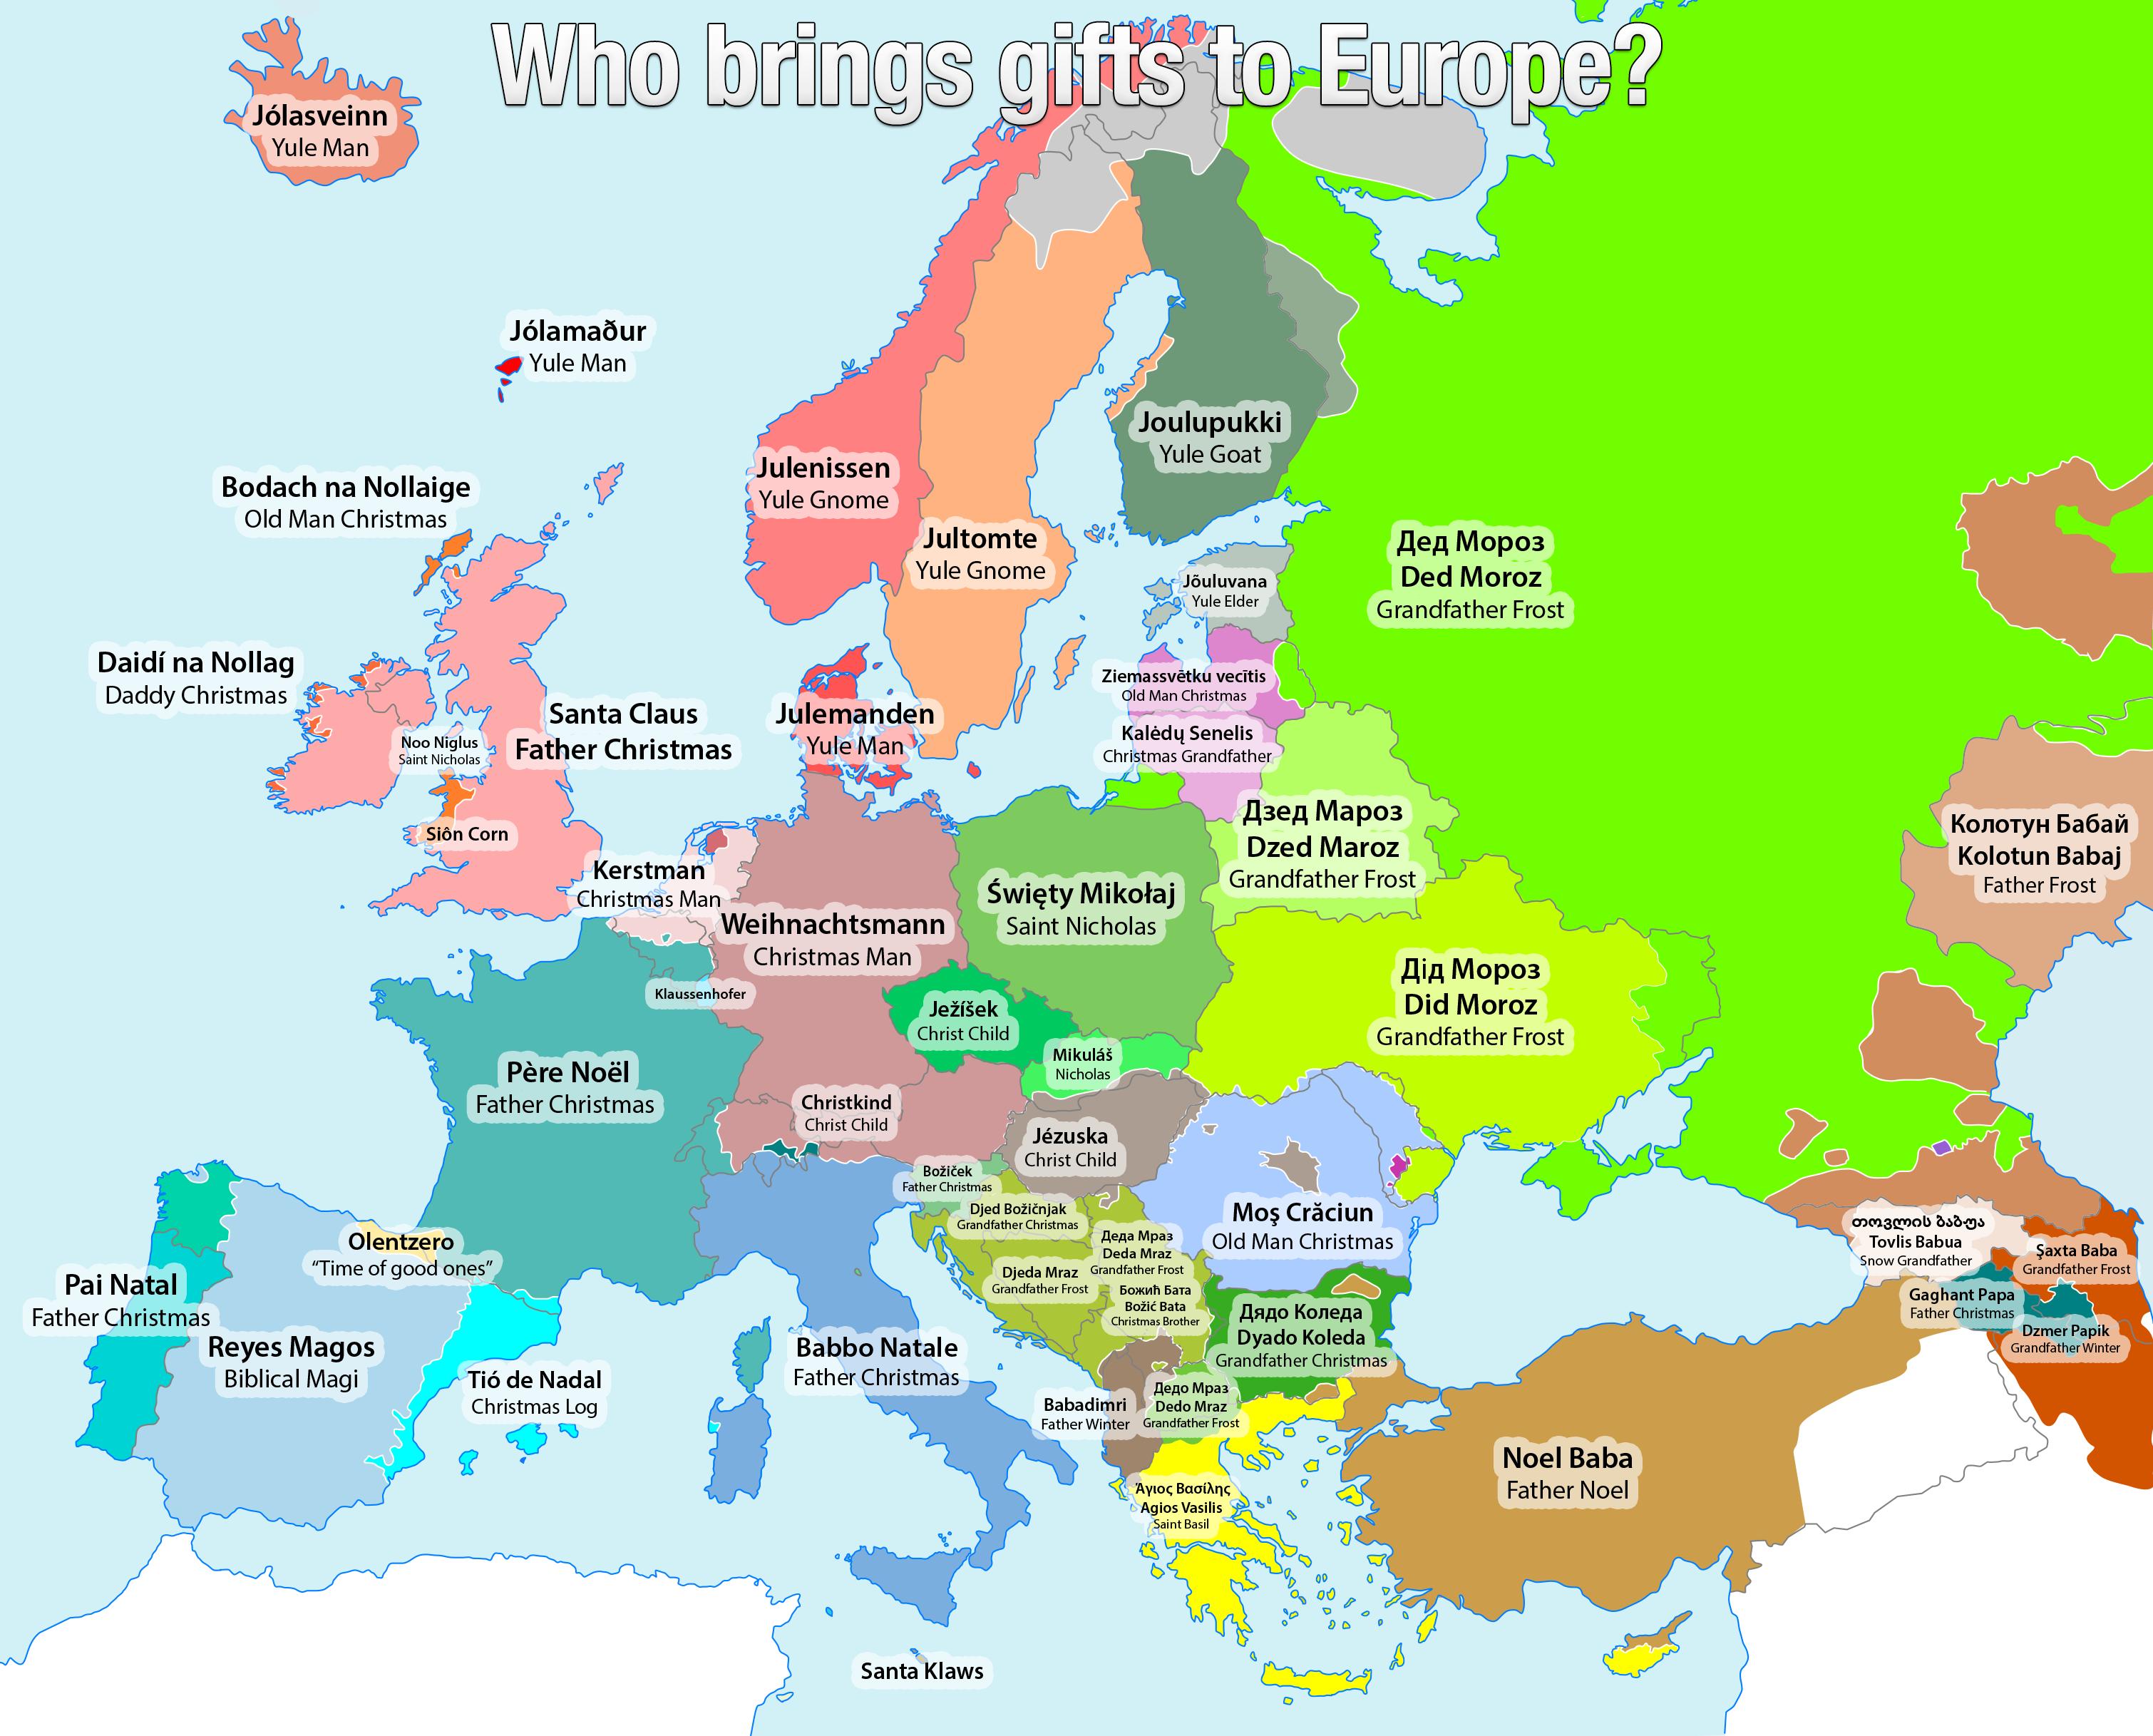 Who brings gifts to Europe?
Jólasveinn
Yule Man
Jólamaður
Yule Man
Bodach na Nollaige
Old Man Christmas
Julenissen
Yule Gnome
Joulupukki
Yule Goat
Jultomte
Yule Gnome
Дед Мороз
Ded Moroz
Grandfather Frost
Jõuluvana
Yule Elder
Daidí na Nollag
Daddy Christmas
Ziemassvētku vecītis
Old Man Christmas
Santa Claus
Father Christmas
Julemanden
Yule Man
Noo Niglus
Saint Nicholas
Kalėdų Senelis
Christmas Grandfather
Siôn Corn
Дзед Мароз
Dzed Maroz
Grandfather Frost
Колотун Бабай
Kolotun Babaj
Father Frost
Kerstman
Christmas Man
Święty Mikołaj
Saint Nicholas
Weihnachtsmann
Christmas Man
Klaussenhofer
Дід Мороз
Did Moroz
Grandfather Frost
Ježíšek
Christ Child
Mikuláš
Nicholas
Père Noël
Father Christmas
Christkind
Christ Child
Jézuska
Christ Child
Božiček
Father Christmas
Djed Božičnjak
Grandfather Christmas
Moş Crăciun
Old Man Christmas
Деда Мраз
Deda Mraz
Grandfather Frost
Olentzero
“Time of good ones”
თოვლის ბაბუა
Tovlis Babua
Snow Grandfather
Şaxta Baba
Grandfather Frost
Pai Natal
Father Christmas
Djeda Mraz
Grandfather Frost
Божић Бата
Božić Bata
Christmas Brother
Gaghant Papa
Father Christmas
Дядо Коледа
Dyado Koleda
Grandfather Christmas
Dzmer Papik
Grandfather Winter
Reyes Magos
Biblical Magi
Babbo Natale
Father Christmas
Tió de Nadal
Christmas Log
Babadimri
Father Winter
Дедо Мраз
Dedo Mraz
Grandfather Frost
Noel Baba
Father Noel
Άγιος Βασίλης
Agios Vasilis
Saint Basil
Santa Klaws